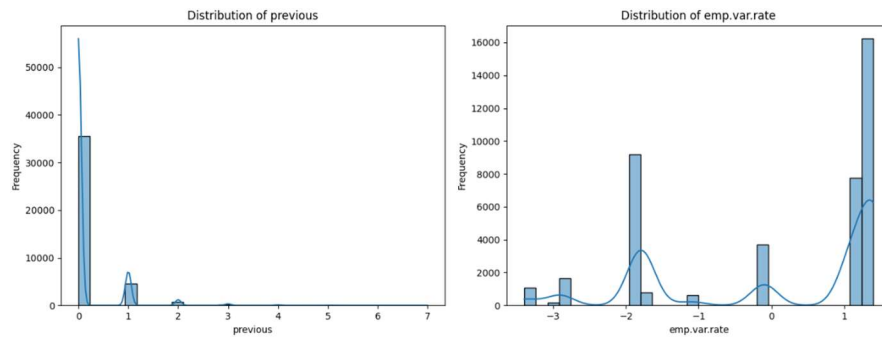 Distribution of previous
50000
40000
30000
20000
10000
0
Frequency
0 1 2 3 4 5 6 7
previous
Distribution of emp.var.rate
16000
14000
12000
10000
8000
6000
4000
2000
0
Frequency
−3 −2 −1 0 1
emp.var.rate